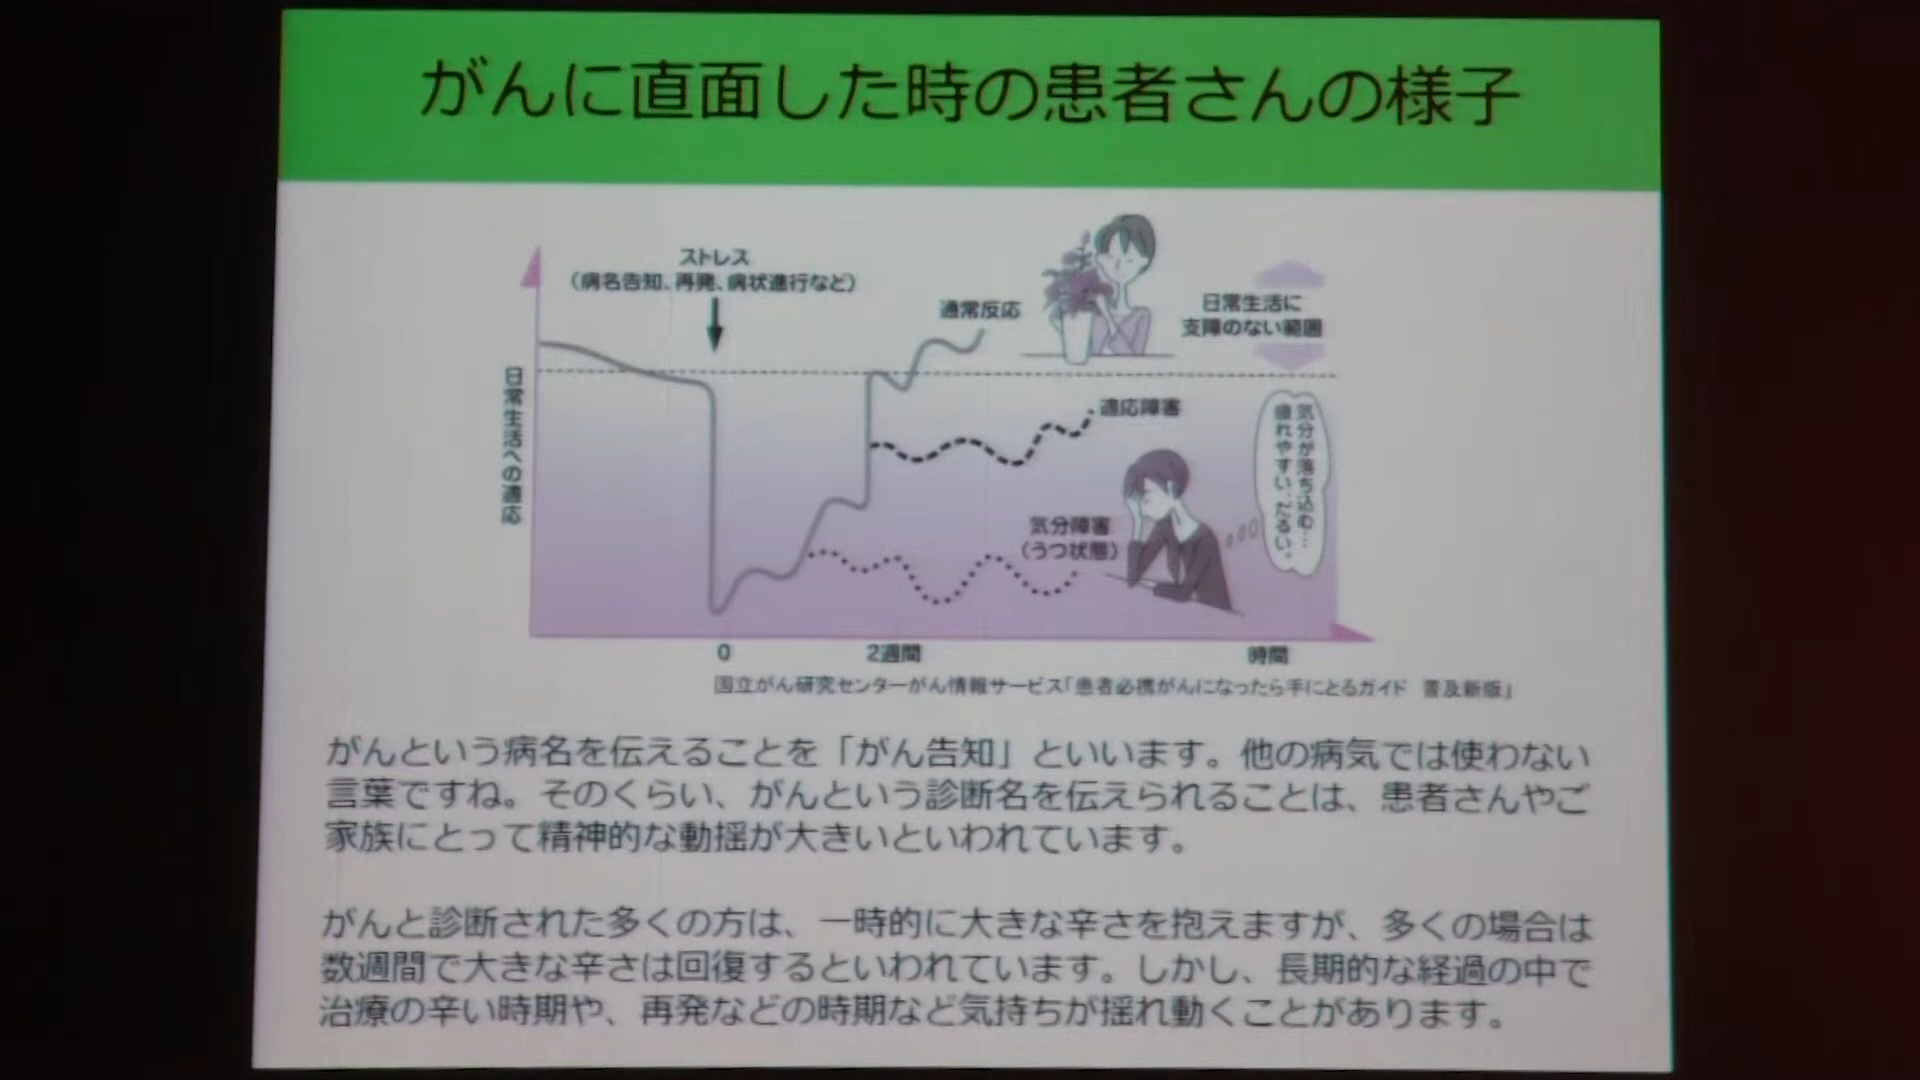 がんに直面した時の患者さんの様子
ストレス
（病名告知、再発、病状進行など）
通常反応
日常生活に
支障のない範囲
日常生活への適応
適応障害
気分が落ち込む…
疲れやすい、だるい。
気分障害
（うつ状態）
0
2週間
時間
国立がん研究センターがん情報サービス「患者必携がんになったら手にとるガイド 普及新版」
がんという病名を伝えることを「がん告知」といいます。他の病気では使わない
言葉ですね。そのくらい、がんという診断名を伝えられることは、患者さんやご
家族にとって精神的な動揺が大きいといわれています。
がんと診断された多くの方は、一時的に大きな辛さを抱えますが、多くの場合は
数週間で大きな辛さは回復するといわれています。しかし、長期的な経過の中で
治療の辛い時期や、再発などの時期など気持ちが揺れ動くことがあります。